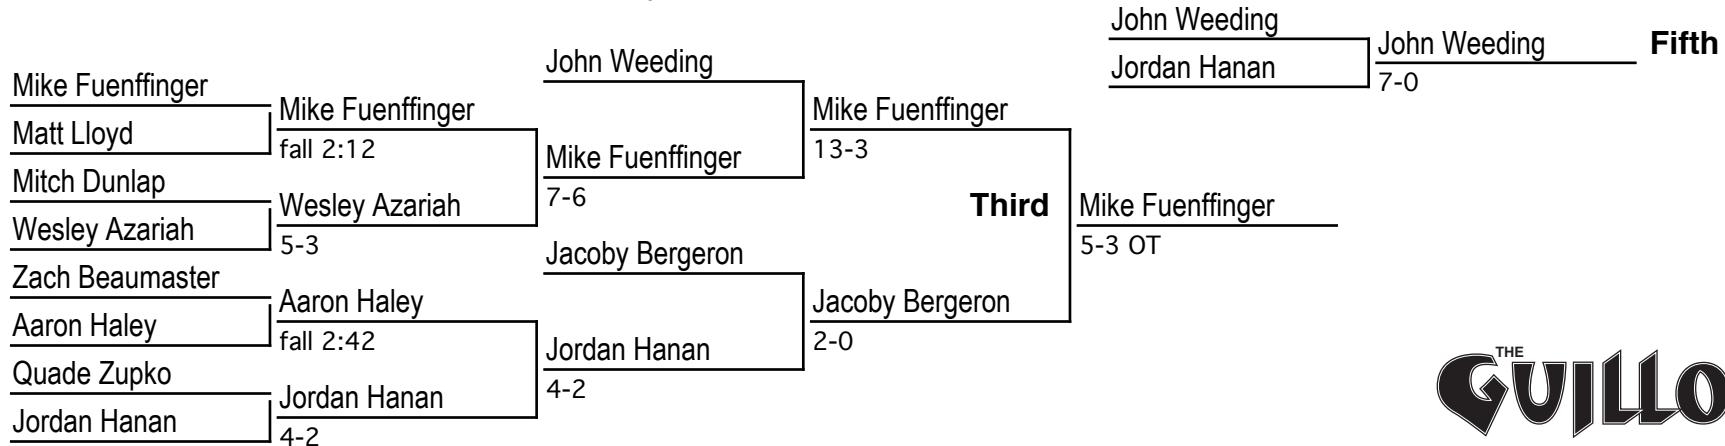 John Weeding
Jordan Hanan
John Weeding
7-0
Fifth
Mike Fuenffinger
Matt Lloyd
Mitch Dunlap
Wesley Azariah
Zach Beaumaster
Aaron Haley
Quade Zupko
Jordan Hanan
Mike Fuenffinger
fall 2:12
Wesley Azariah
5-3
Aaron Haley
fall 2:42
Jordan Hanan
4-2
John Weeding
Mike Fuenffinger
7-6
Jacoby Bergeron
Jordan Hanan
4-2
Mike Fuenffinger
13-3
Jacoby Bergeron
2-0
Third
Mike Fuenffinger
5-3 OT
THE
GUILLO